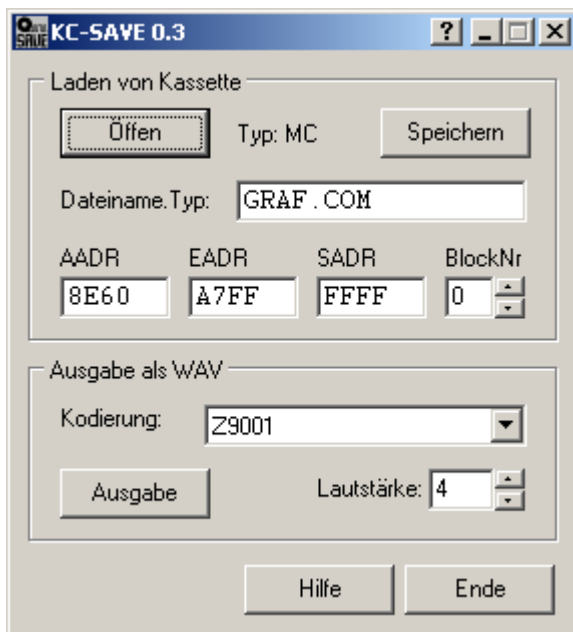 SAVE
KC-SAVE 0.3
?
Laden von Kassette
Öffen Typ: MC Speichern
Dateiname.Typ: GRAF.COM
AADR EADR SADR BlockNr
8E60 A7FF FFFF 0
Ausgabe als WAV
Kodierung: Z9001
Ausgabe Lautstärke: 4
Hilfe Ende